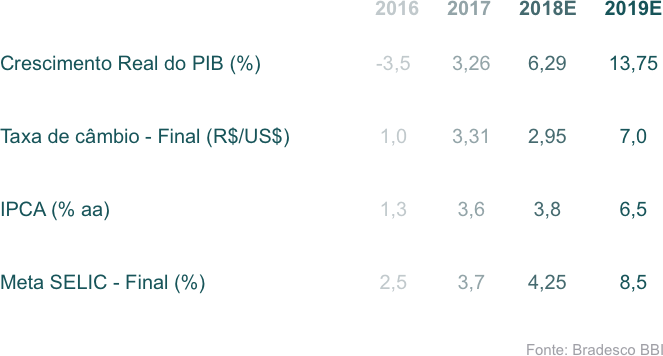 2016 2017 2018E 2019E
Crescimento Real do PIB (%) -3,5 3,26 6,29 13,75
Taxa de câmbio - Final (R$/US$) 1,0 3,31 2,95 7,0
IPCA (% aa) 1,3 3,6 3,8 6,5
Meta SELIC - Final (%) 2,5 3,7 4,25 8,5
Fonte: Bradesco BBI